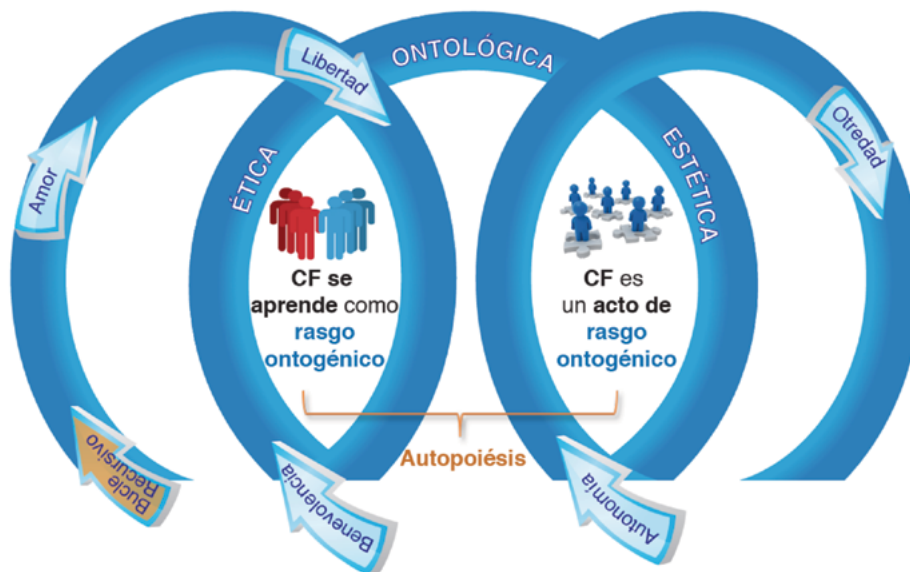 Libertad
ONTOLÓGICA
Amor
ÉTICA
ESTÉTICA
Otredad
CF se
aprende como
rasgo
ontogénico
CF es
un acto de
rasgo
ontogénico
Autopoiésis
Bucle
Recursivo
Benevolencia
Autonomía